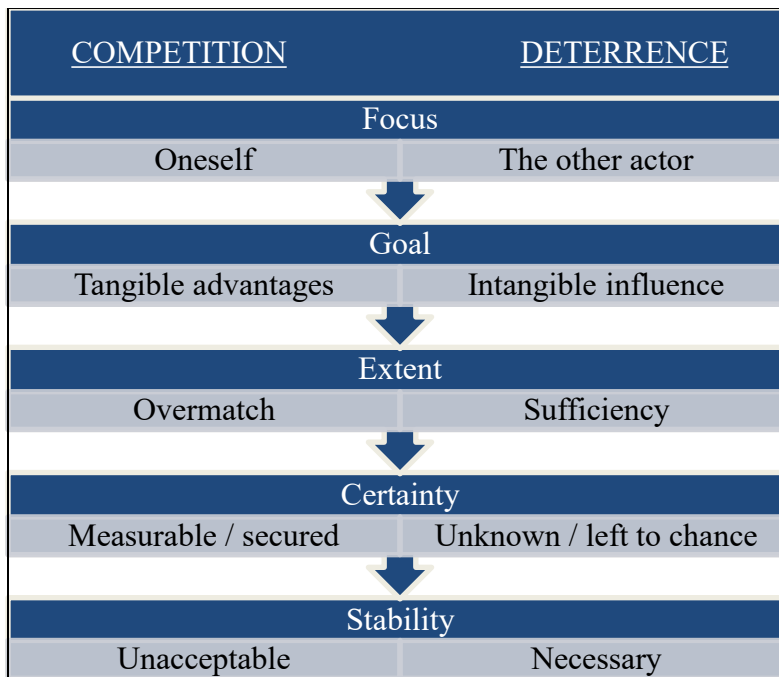 COMPETITION DETERRENCE
Focus
Oneself The other actor
Goal
Tangible advantages Intangible influence
Extent
Overmatch Sufficiency
Certainty
Measurable / secured Unknown / left to chance
Stability
Unacceptable Necessary